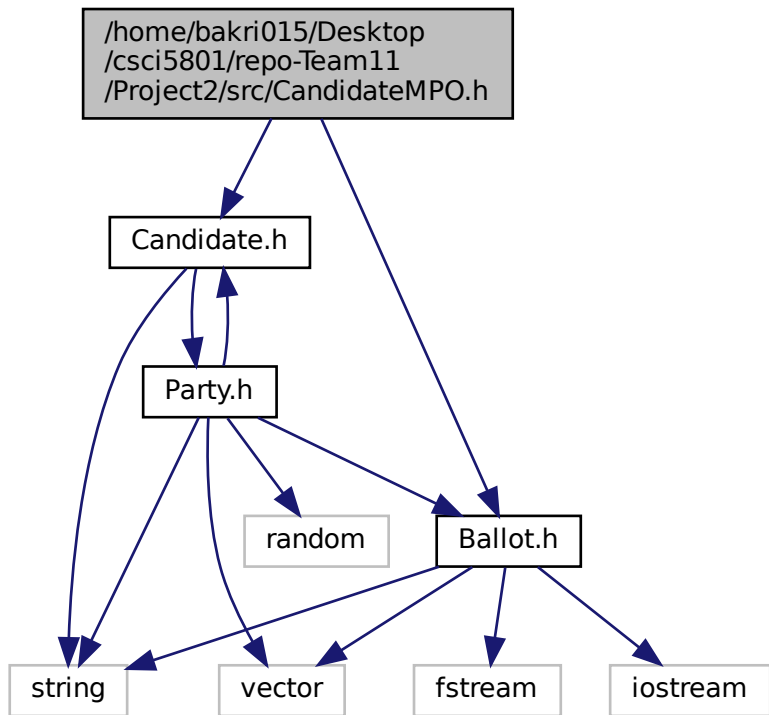 /home/bakri015/Desktop
/csci5801/repo-Team11
/Project2/src/CandidateMPO.h
Candidate.h
Party.h
random
Ballot.h
string
vector
fstream
iostream